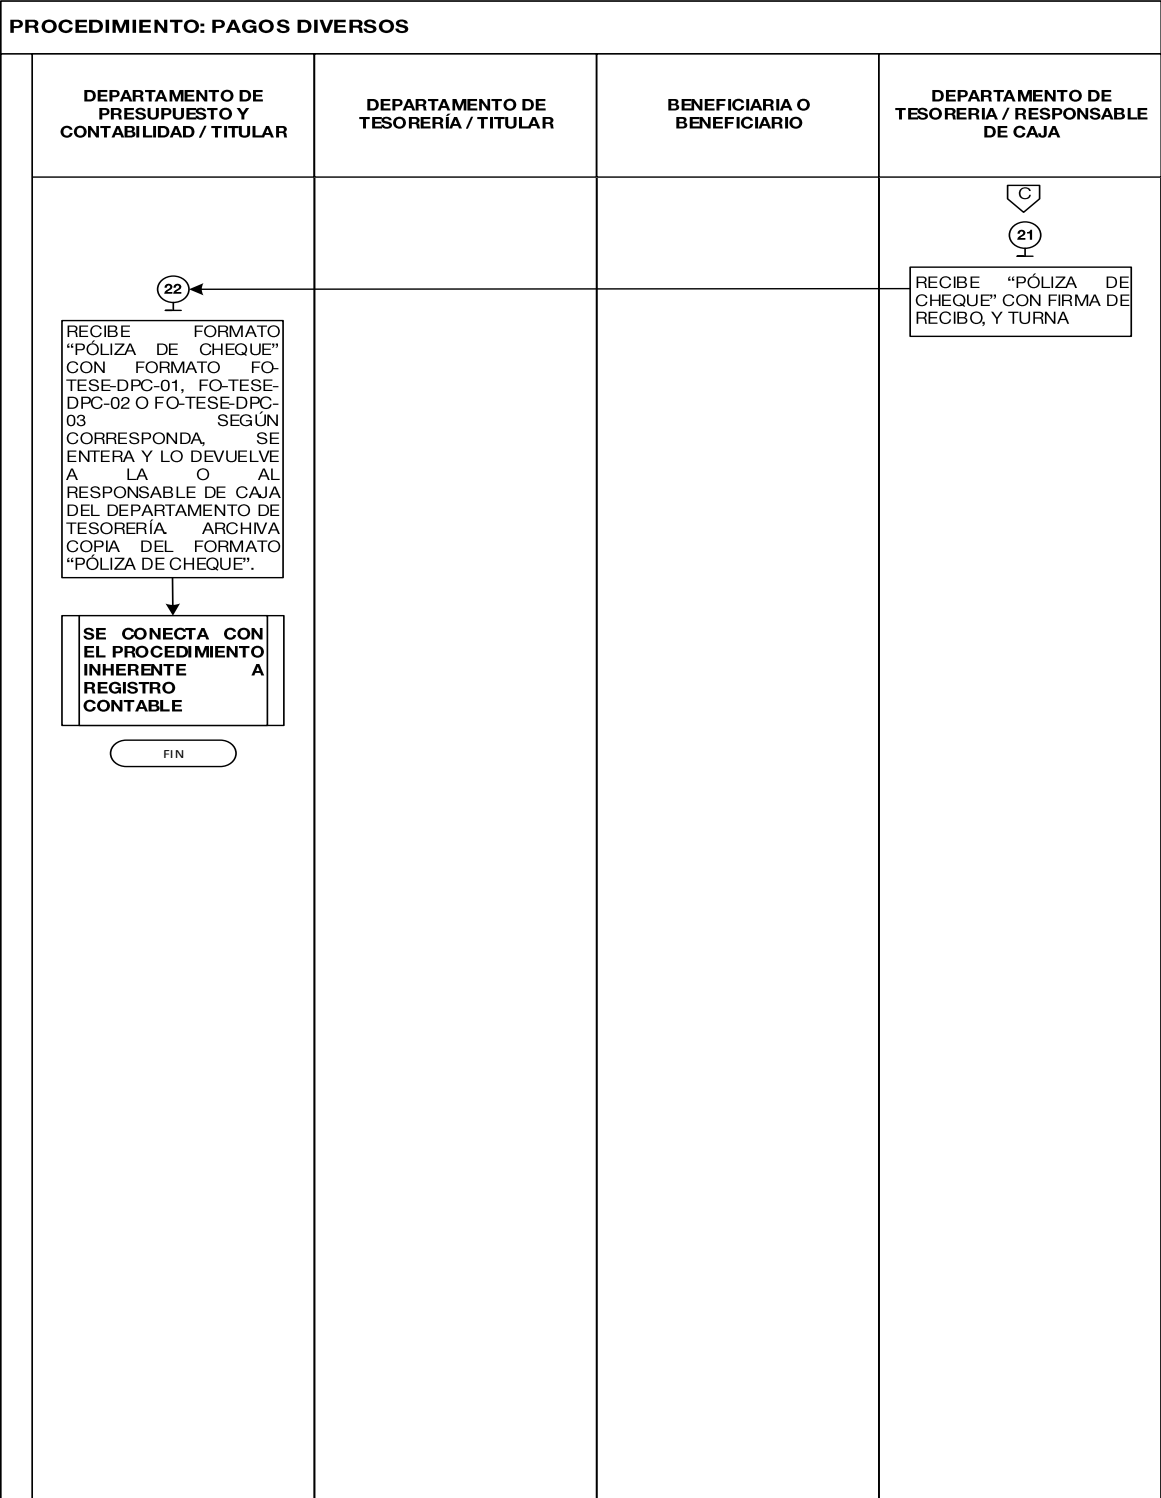 PROCEDIMIENTO: PAGOS DIVERSOS
DEPARTAMENTO DE
PRESUPUESTO Y
CONTABILIDAD / TITULAR
DEPARTAMENTO DE
TESORERÍA / TITULAR
BENEFICIARIA O
BENEFICIARIO
DEPARTAMENTO DE
TESORERIA / RESPONSABLE
DE CAJA
C
21
RECIBE “PÓLIZA DE
CHEQUE” CON FIRMA DE
RECIBO, Y TURNA
22
RECIBE FORMATO
“PÓLIZA DE CHEQUE”
CON FORMATO FO-
TESE-DPC-01, FO-TESE-
DPC-02 O FO-TESE-DPC-
03 SEGÚN
CORRESPONDA, SE
ENTERA Y LO DEVUELVE
A LA O AL
RESPONSABLE DE CAJA
DEL DEPARTAMENTO DE
TESORERÍA. ARCHIVA
COPIA DEL FORMATO
“PÓLIZA DE CHEQUE”.
SE CONECTA CON
EL PROCEDIMIENTO
INHERENTE A
REGISTRO
CONTABLE
FIN